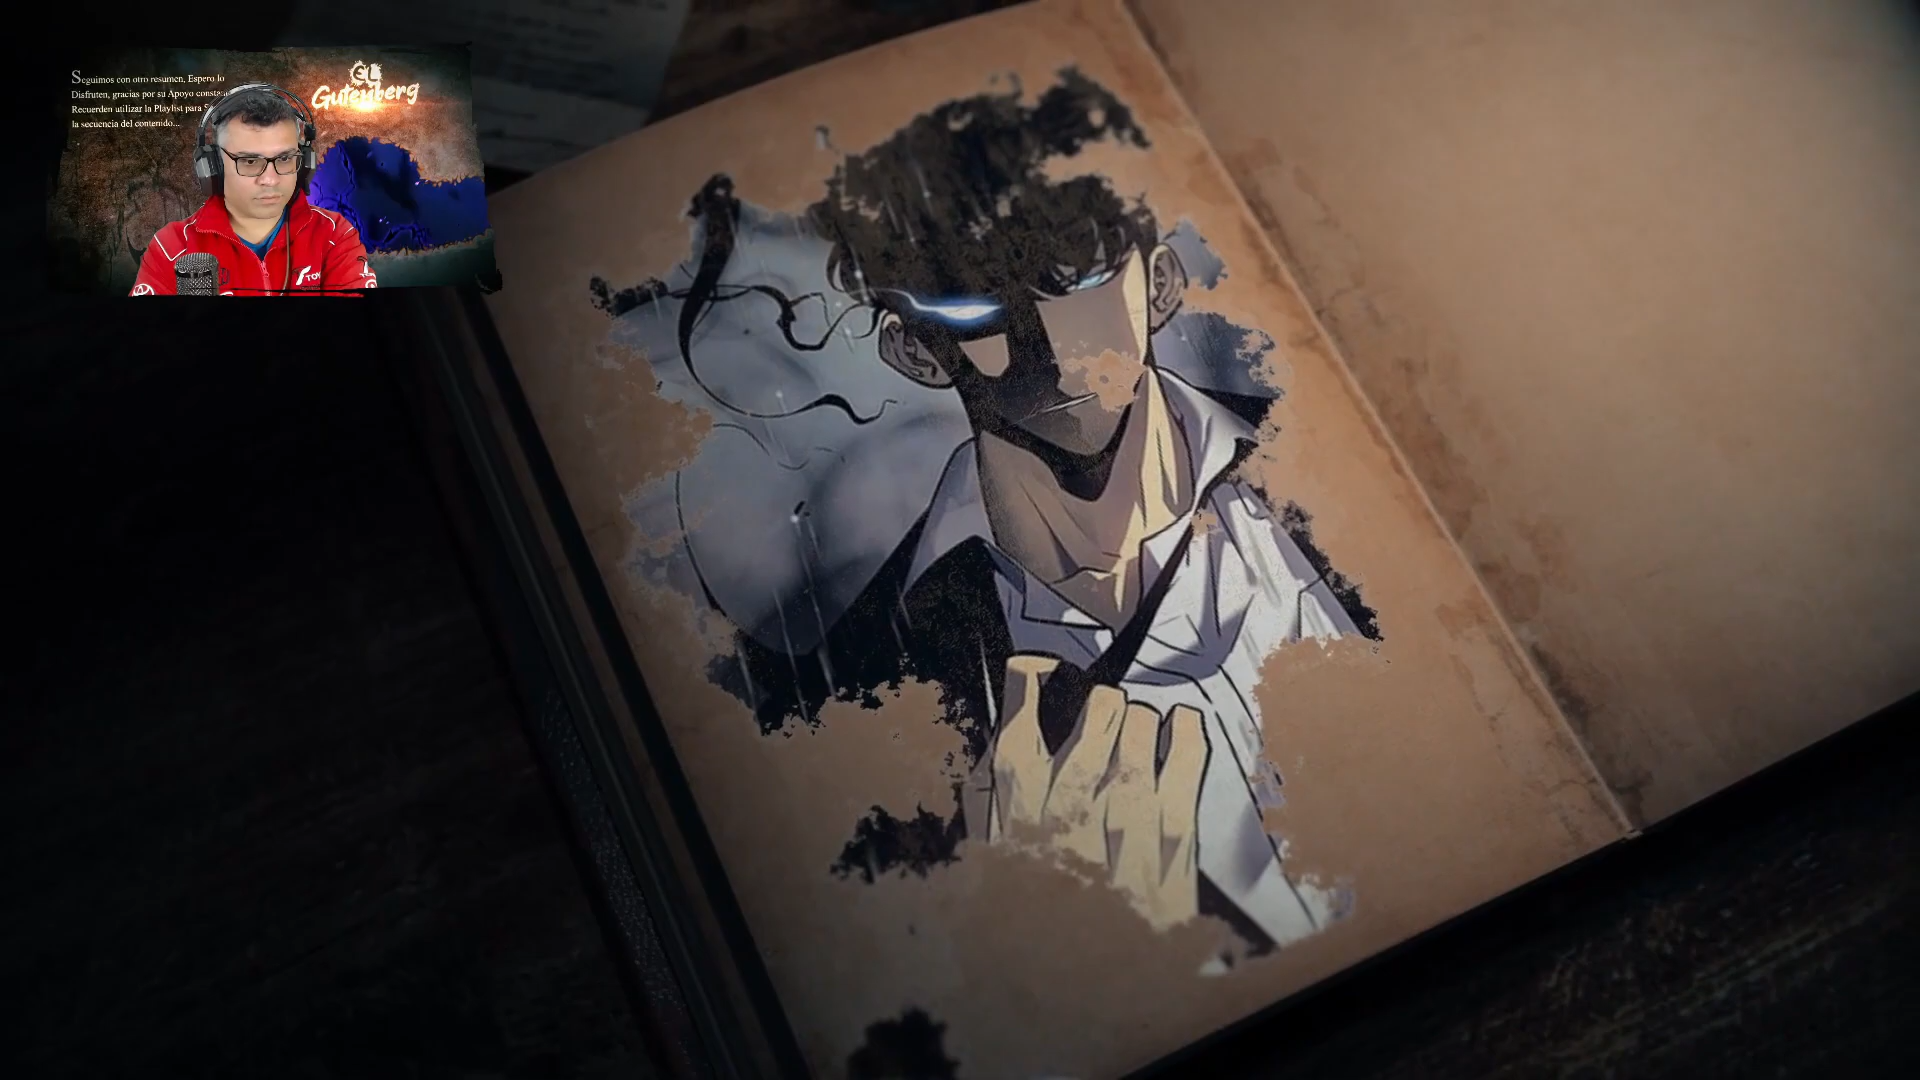 Seguimos con otro resumen, Espero lo
Disfruten, gracias por su Apoyo
Recuerden utilizar la Playlist para
la secuencia del contenido...
EL
Gutenberg